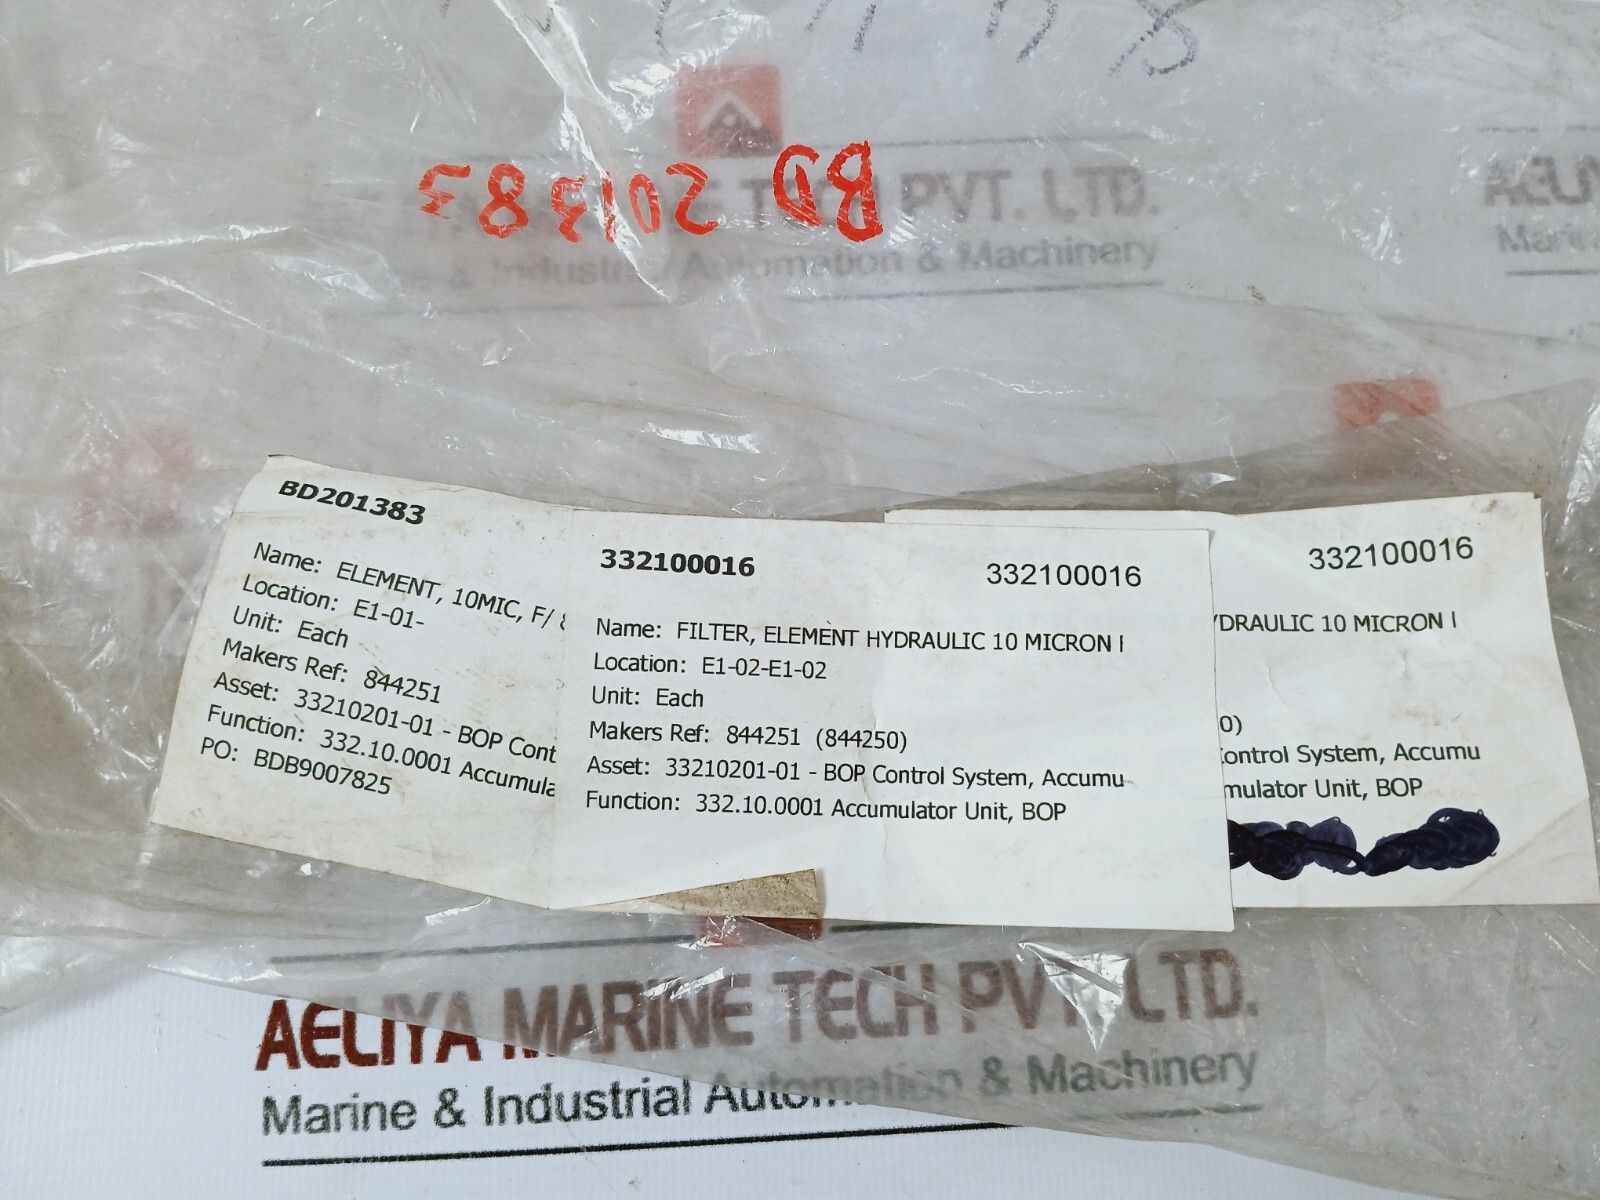 BD 201383
TECH PVT. LTD.
& Industrial Automation & Machinery
BD201383
Name: ELEMENT, 10MIC, F/
Location: E1-01-
Unit: Each
Makers Ref: 844251
Asset: 33210201-01 - BOP Cont
Function: 332.10.0001 Accumula
PO: BDB9007825
332100016 332100016
Name: FILTER, ELEMENT HYDRAULIC 10 MICRON
Location: E1-02-E1-02
Unit: Each
Makers Ref: 844251 (844250)
Asset: 33210201-01 - BOP Control System, Accumu
Function: 332.10.0001 Accumulator Unit, BOP
332100016
YDRAULIC 10 MICRON
0)
Control System, Accumu
mulator Unit, BOP
AELIYA MARINE TECH PVT. LTD.
Marine & Industrial Automation & Machinery